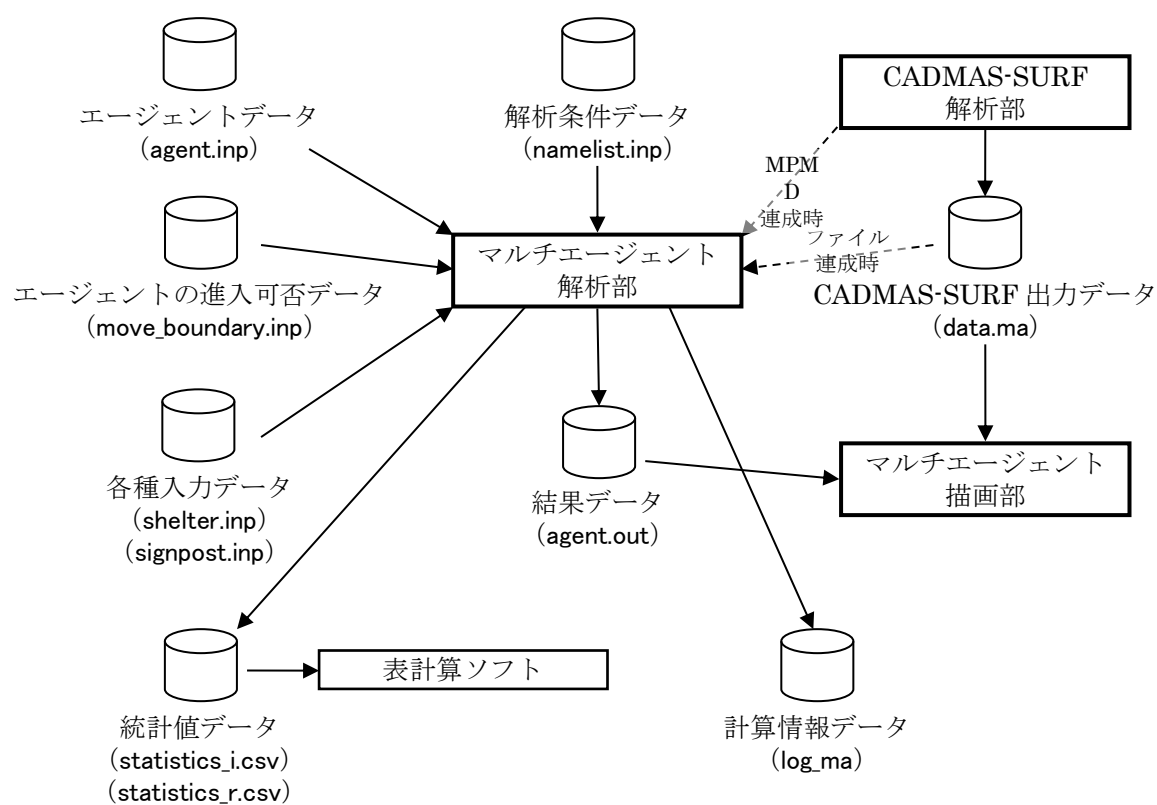 CADMAS-SURF
解析部
エージェントデータ
（agent.inp）
解析条件データ
（namelist.inp）
MPM
D
連成時
ファイル
連成時
マルチエージェント
解析部
エージェントの進入可否データ
（move_boundary.inp）
CADMAS-SURF 出力データ
（data.ma）
マルチエージェント
描画部
各種入力データ
（shelter.inp）
（signpost.inp）
結果データ
（agent.out）
表計算ソフト
統計値データ
（statistics_i.csv）
（statistics_r.csv）
計算情報データ
（log_ma）